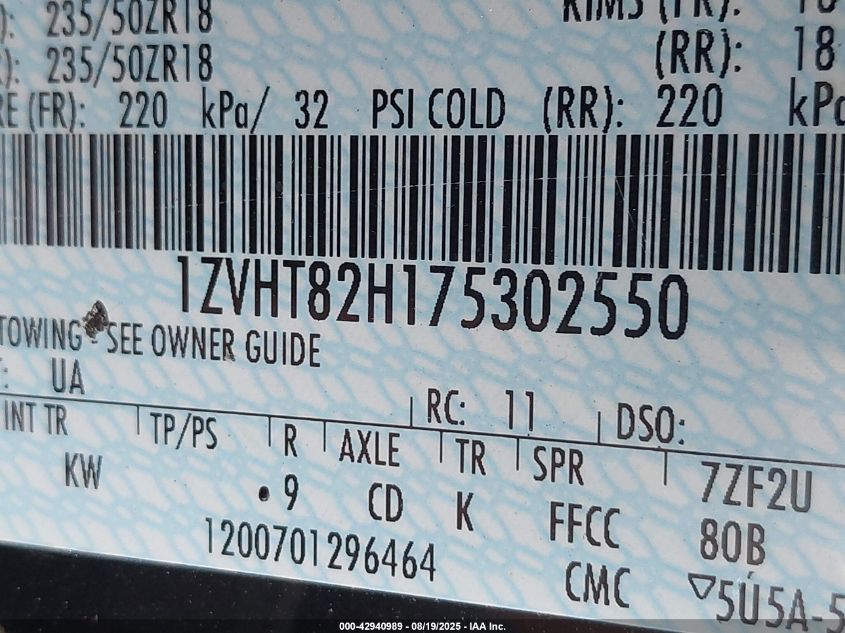 ): 235/50ZR18 RIMS (FR): 18
): 235/50ZR18 (RR): 18
RE (FR): 220 kPa/ 32 PSI COLD (RR): 220 kPa
1ZVHT82H175302550
TOWING - SEE OWNER GUIDE
: UA RC: 11 DSO:
INT TR TP/PS R AXLE TR SPR 7ZF2U
KW .9 CD K FFCC 80B
1200701296464 CMC ▽5U5A-5
000-42940989 - 08/19/2025 - IAA Inc.